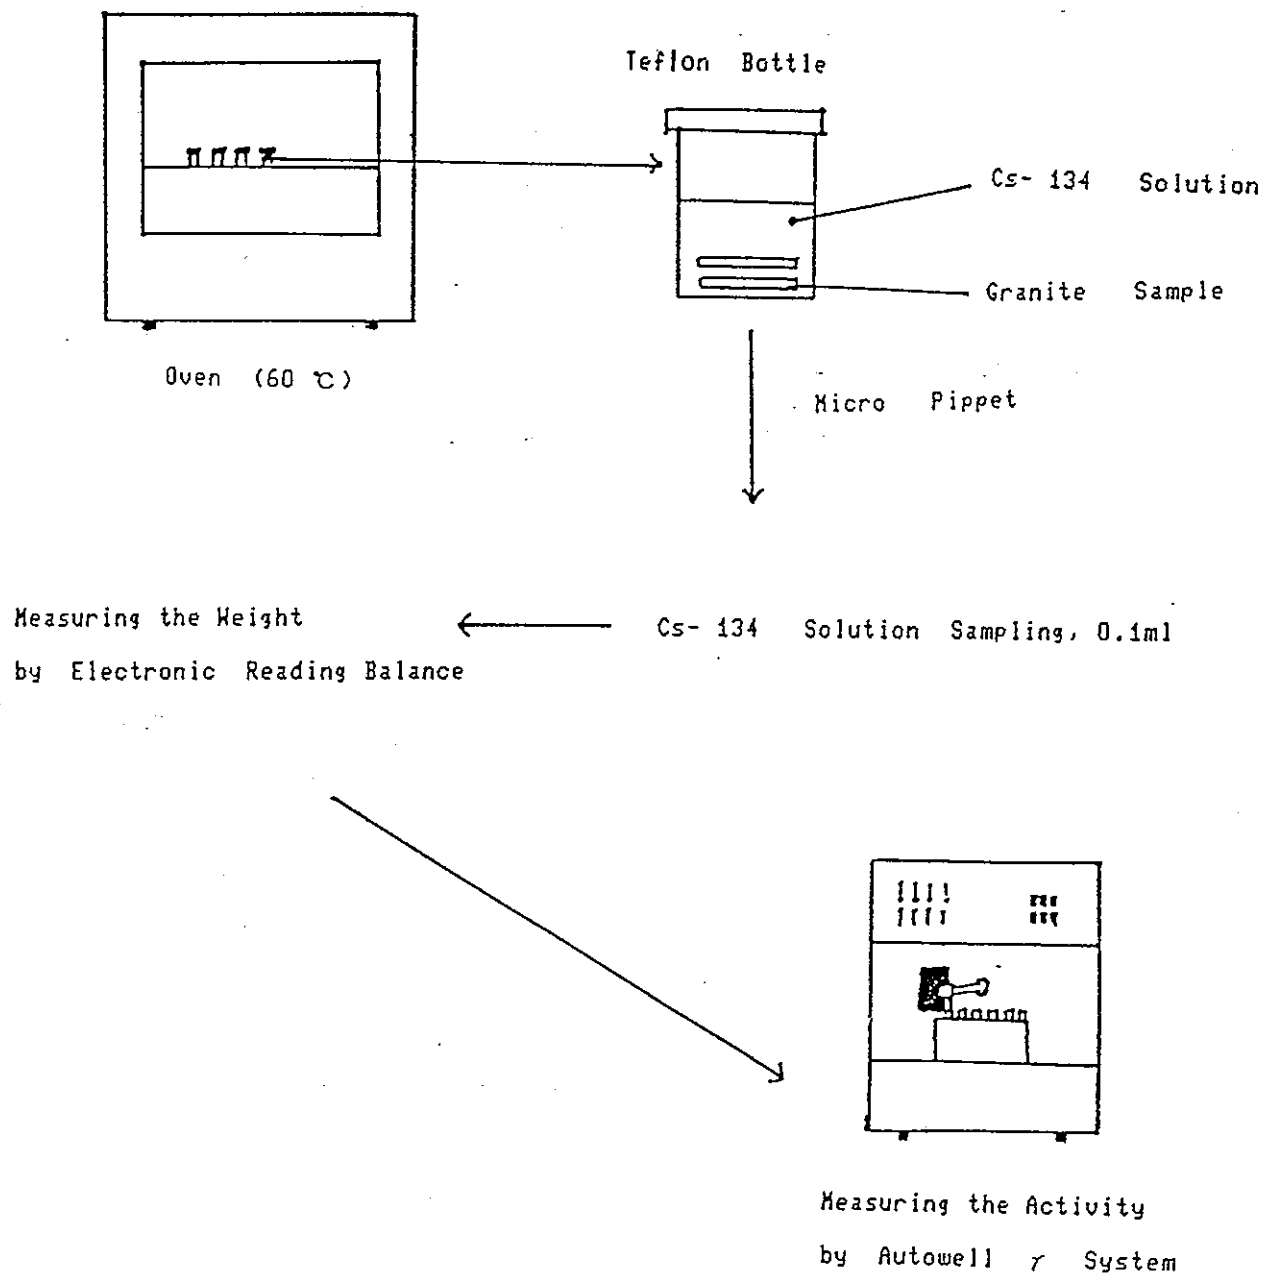 Teflon Bottle
Cs- 134 Solution
Granite Sample
Oven (60 ℃)
Micro Pippet
Measuring the Weight
by Electronic Reading Balance
Cs- 134 Solution Sampling, 0.1ml
Measuring the Activity
by Autowell γ System